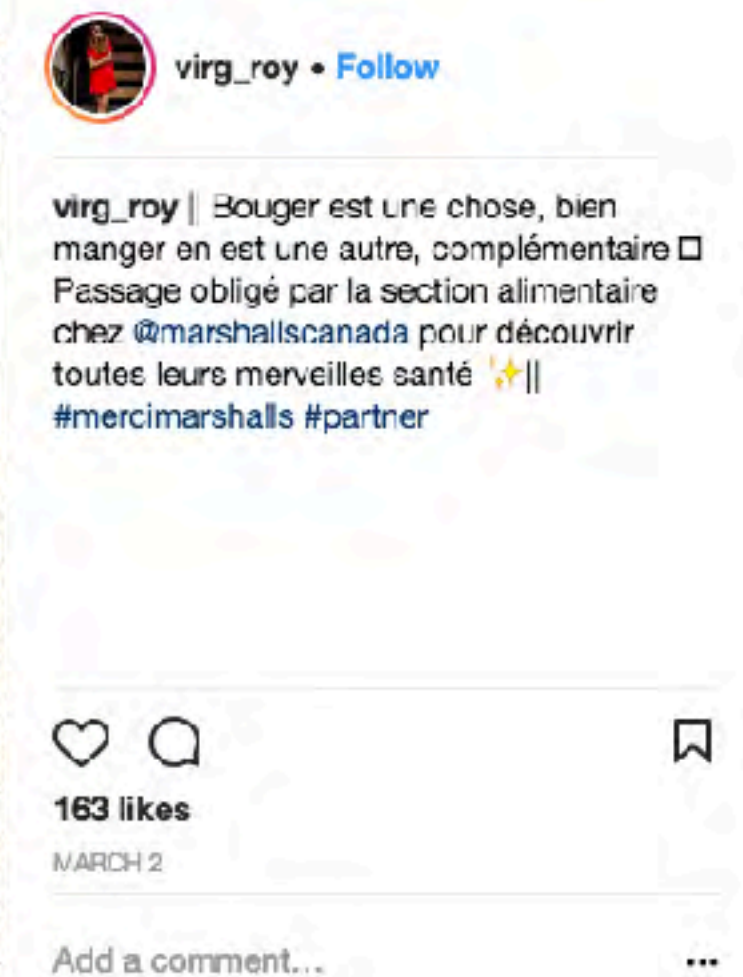 virg_roy • Follow
virg_roy || Bouger est une chose, bien
manger en est une autre, complémentaire □
Passage obligé par la section alimentaire
chez @marshallscanada pour découvrir
toutes leurs merveilles santé ✨||
#mercimarshalls #partner
163 likes
MARCH 2
Add a comment...